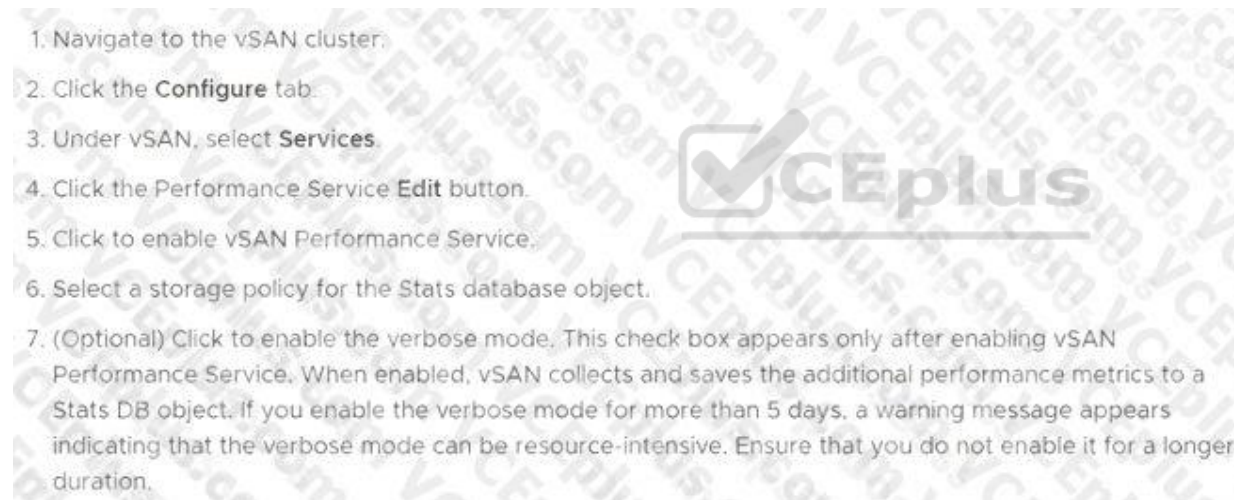 1. Navigate to the vSAN cluster.
2. Click the Configure tab.
3. Under vSAN, select Services.
CEplus
4. Click the Performance Service Edit button.
5. Click to enable vSAN Performance Service.
6. Select a storage policy for the Stats database object.
7. (Optional) Click to enable the verbose mode. This check box appears only after enabling vSAN
Performance Service. When enabled, vSAN collects and saves the additional performance metrics to a
Stats DB object. If you enable the verbose mode for more than 5 days, a warning message appears
indicating that the verbose mode can be resource-intensive. Ensure that you do not enable it for a longer
duration.